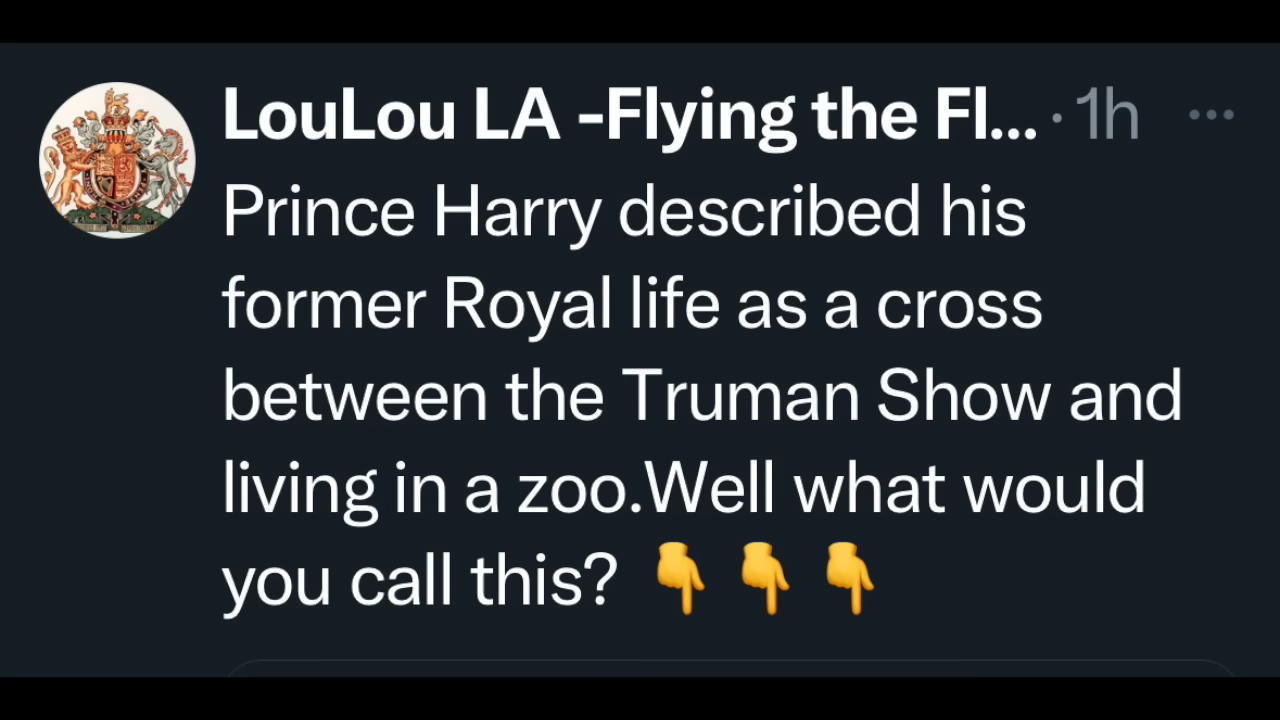 LouLou LA -Flying the Fl... · 1h ...
Prince Harry described his
former Royal life as a cross
between the Truman Show and
living in a zoo.Well what would
you call this? 👇 👇 👇